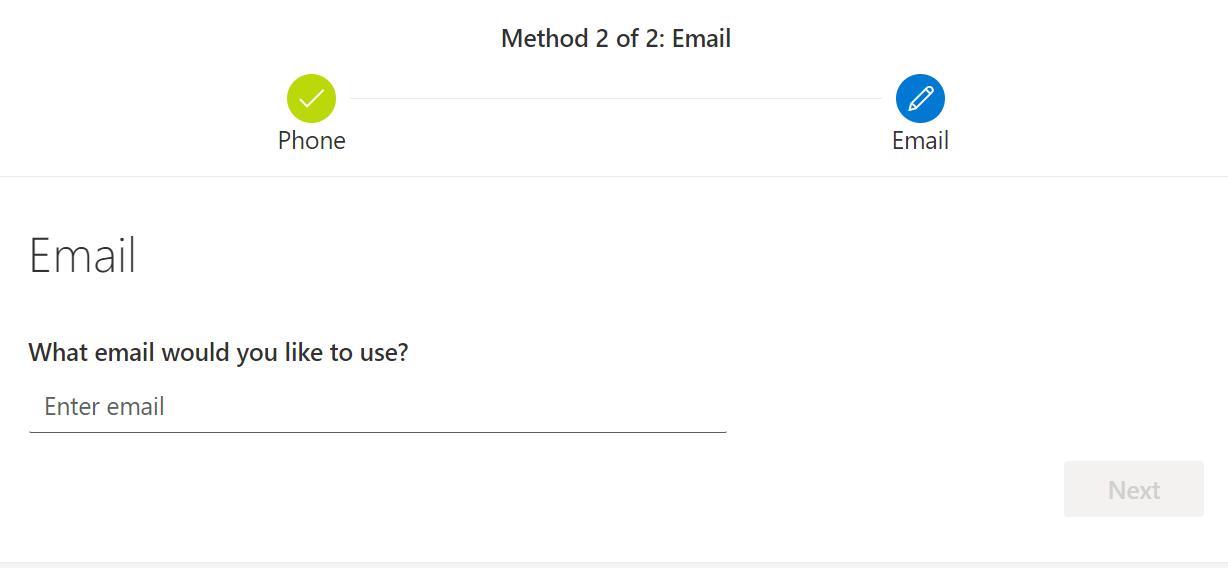 Method 2 of 2: Email
Phone
Email
Email
What email would you like to use?
Enter email
Next